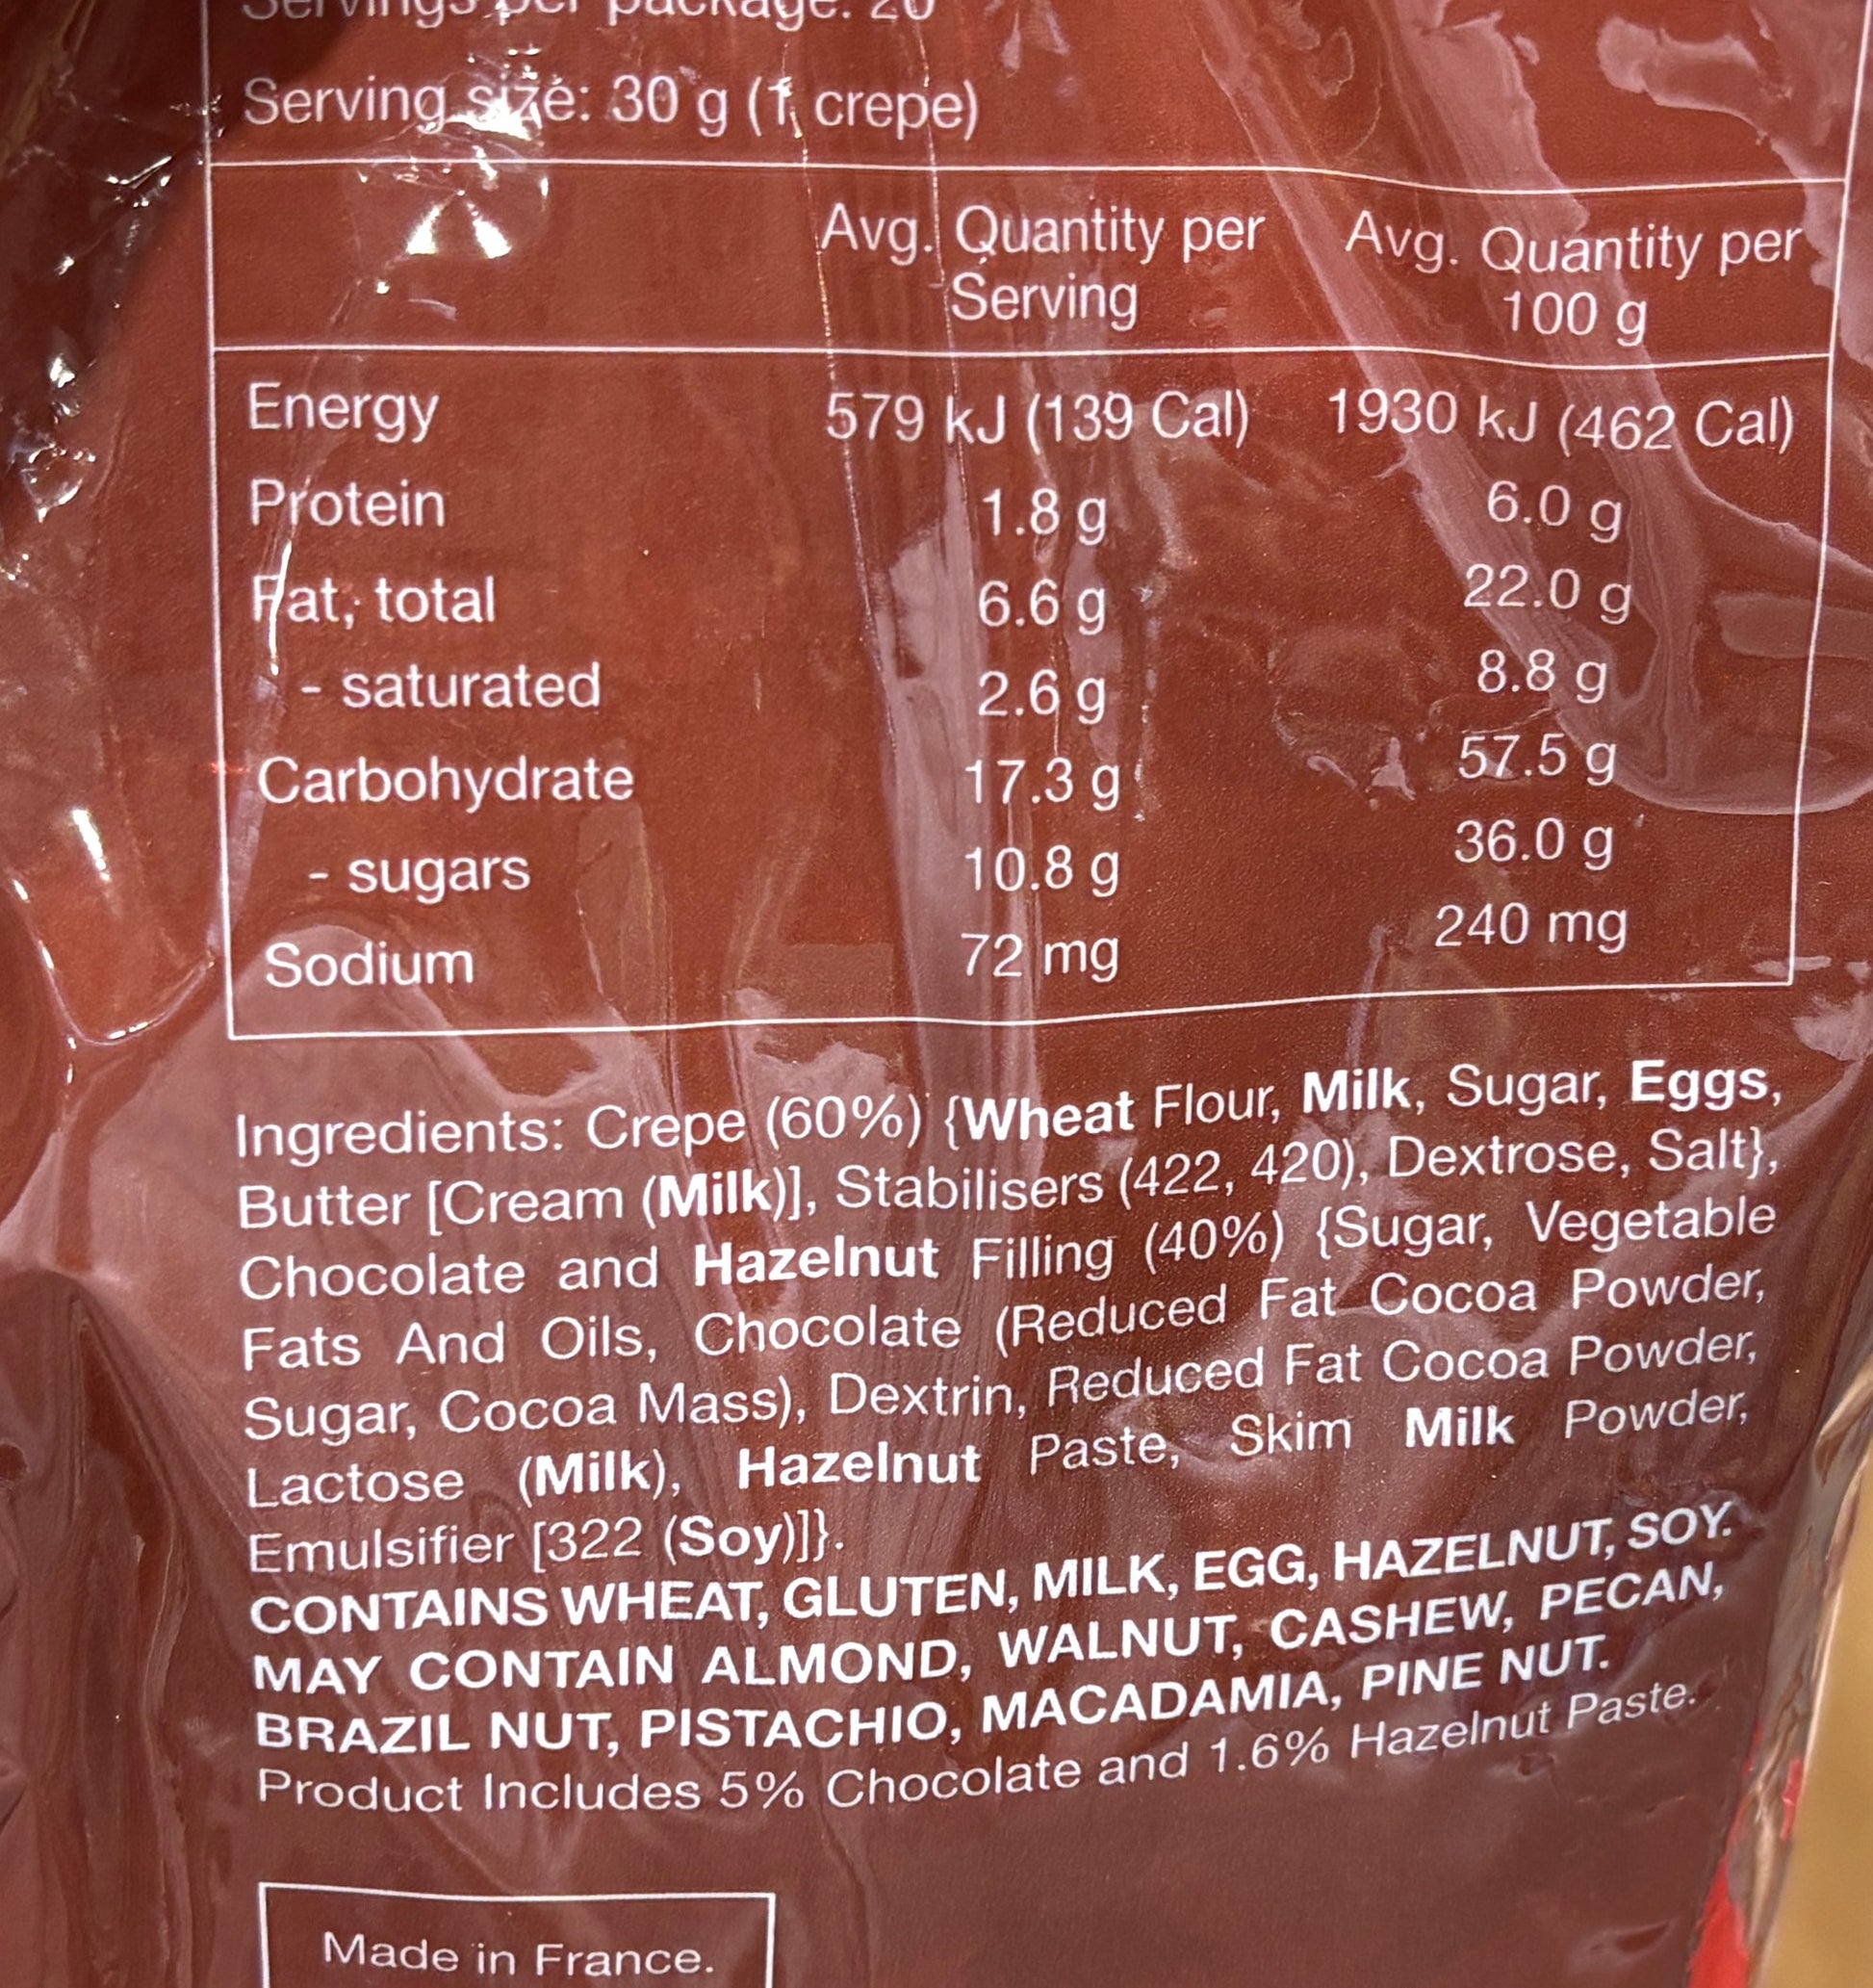 Servings per package: 20
Serving size: 30 g (1 crepe)
Avg. Quantity per Serving Avg. Quantity per 100 g
Energy 579 kJ (139 Cal) 1930 kJ (462 Cal)
Protein 1.8 g 6.0 g
Fat, total 6.6 g 22.0 g
- saturated 2.6 g 8.8 g
Carbohydrate 17.3 g 57.5 g
- sugars 10.8 g 36.0 g
Sodium 72 mg 240 mg
Ingredients: Crepe (60%) {Wheat Flour, Milk, Sugar, Eggs,
Butter [Cream (Milk)], Stabilisers (422, 420), Dextrose, Salt},
Chocolate and Hazelnut Filling (40%) {Sugar, Vegetable
Fats And Oils, Chocolate (Reduced Fat Cocoa Powder,
Sugar, Cocoa Mass), Dextrin, Reduced Fat Cocoa Powder,
Lactose (Milk), Hazelnut Paste, Skim Milk Powder,
Emulsifier [322 (Soy)]}.
CONTAINS WHEAT, GLUTEN, MILK, EGG, HAZELNUT, SOY.
MAY CONTAIN ALMOND, WALNUT, CASHEW, PECAN,
BRAZIL NUT, PISTACHIO, MACADAMIA, PINE NUT.
Product Includes 5% Chocolate and 1.6% Hazelnut Paste.
Made in France.